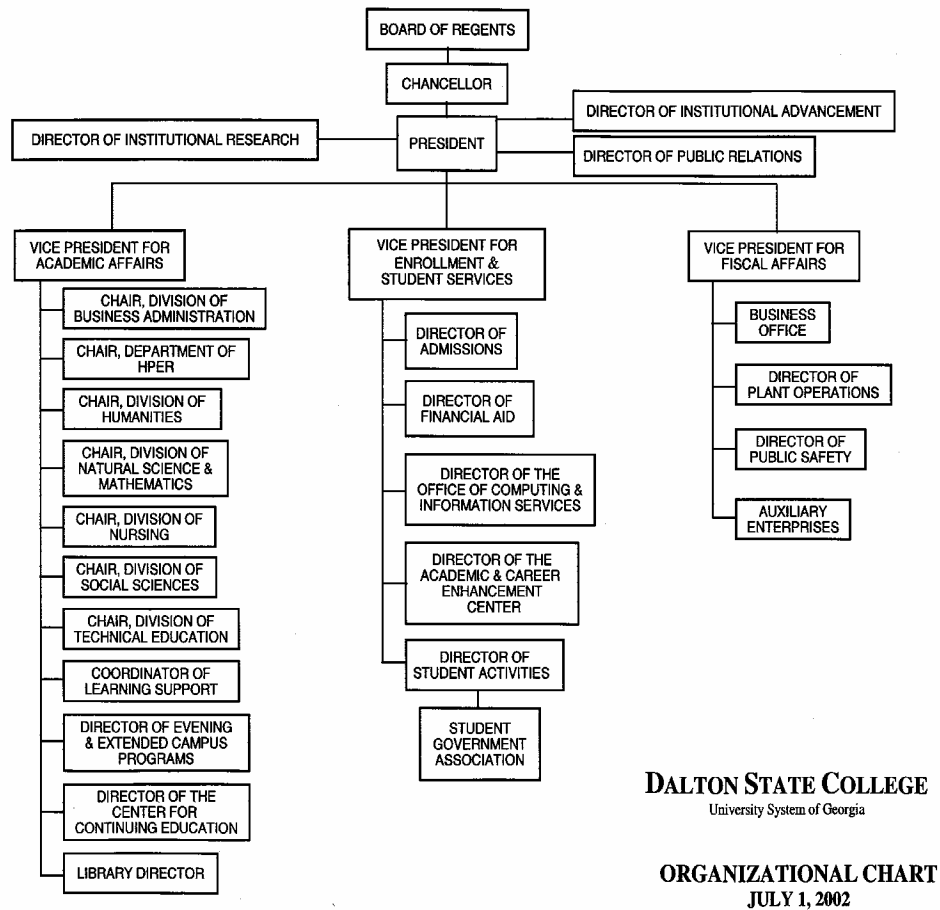 BOARD OF REGENTS
CHANCELLOR
DIRECTOR OF INSTITUTIONAL ADVANCEMENT
DIRECTOR OF INSTITUTIONAL RESEARCH
PRESIDENT
DIRECTOR OF PUBLIC RELATIONS
VICE PRESIDENT FOR
ACADEMIC AFFAIRS
CHAIR, DIVISION OF
BUSINESS ADMINISTRATION
CHAIR, DEPARTMENT OF
HPER
CHAIR, DIVISION OF
HUMANITIES
CHAIR, DIVISION OF
NATURAL SCIENCE &
MATHEMATICS
CHAIR, DIVISION OF
NURSING
CHAIR, DIVISION OF
SOCIAL SCIENCES
CHAIR, DIVISION OF
TECHNICAL EDUCATION
COORDINATOR OF
LEARNING SUPPORT
DIRECTOR OF EVENING
& EXTENDED CAMPUS
PROGRAMS
DIRECTOR OF THE
CENTER FOR
CONTINUING EDUCATION
LIBRARY DIRECTOR
VICE PRESIDENT FOR
ENROLLMENT &
STUDENT SERVICES
DIRECTOR OF
ADMISSIONS
DIRECTOR OF
FINANCIAL AID
DIRECTOR OF THE
OFFICE OF COMPUTING &
INFORMATION SERVICES
DIRECTOR OF THE
ACADEMIC & CAREER
ENHANCEMENT
CENTER
DIRECTOR OF
STUDENT ACTIVITIES
STUDENT
GOVERNMENT
ASSOCIATION
VICE PRESIDENT FOR
FISCAL AFFAIRS
BUSINESS
OFFICE
DIRECTOR OF
PLANT OPERATIONS
DIRECTOR OF
PUBLIC SAFETY
AUXILIARY
ENTERPRISES
DALTON STATE COLLEGE
University System of Georgia
ORGANIZATIONAL CHART
JULY 1, 2002